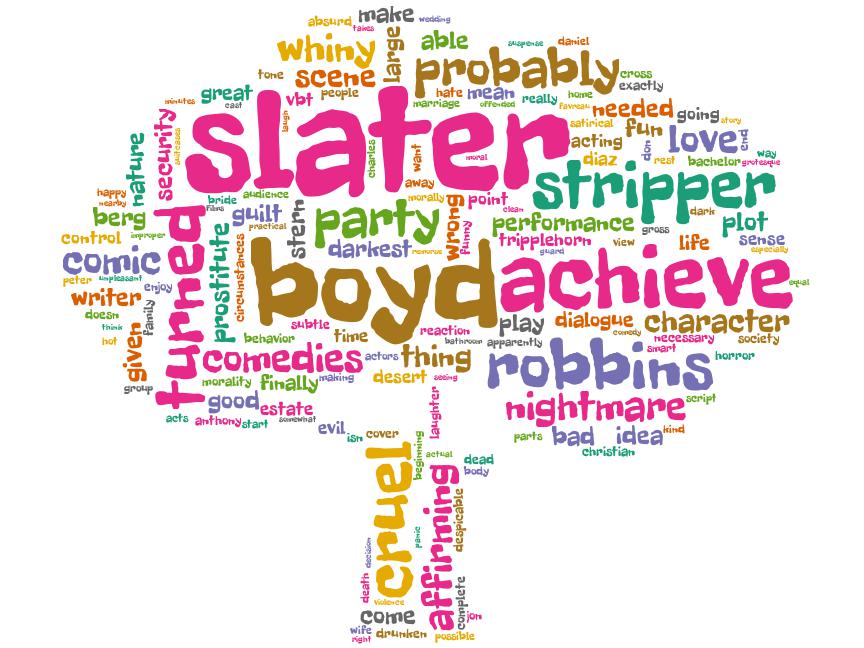 make
wedding
absurd
takes
whiny
large
able
suspense
daniel
tone
scene
probably
cross
exactly
great
cast
vbt
people
hate
mean
really
home
marriage
offended
favreau
needed
going
story
minutes
security
suitcases
slater
laugh
charles
want
moral
satirical
acting
fun
don
love
end
diaz
rest
bachelor
way
grotesque
nature
away
stripper
happy
nearby
bride
audience
morally
point
clean
dark
berg
films
guilt
practical
stern
party
wrong
funny
performance
gross
plot
control
improper
turned
prostitute
circumstances
darkest
remorse
tripplehorn
guard
view
life
sense
especially
comic
peter
unpleasant
enjoy
boyd
achieve
equal
writer
doesn
family
think
hot
given
group
subtle
time
reaction
play
dialogue
comedy
character
behavior
bathroom
apparently
necessary
society
smart
horror
comedies
actors
thing
robbins
morality
finally
making
desert
seeing
good
estate
laughter
nightmare
script
acts
anthony
start
somewhat
evil
isn
cover
parts
bad
idea
kind
christian
cruel
beginning
actual
dead
body
affirming
despicable
panic
decision
death
violence
complete
come
jon
wife
right
drunken
possible